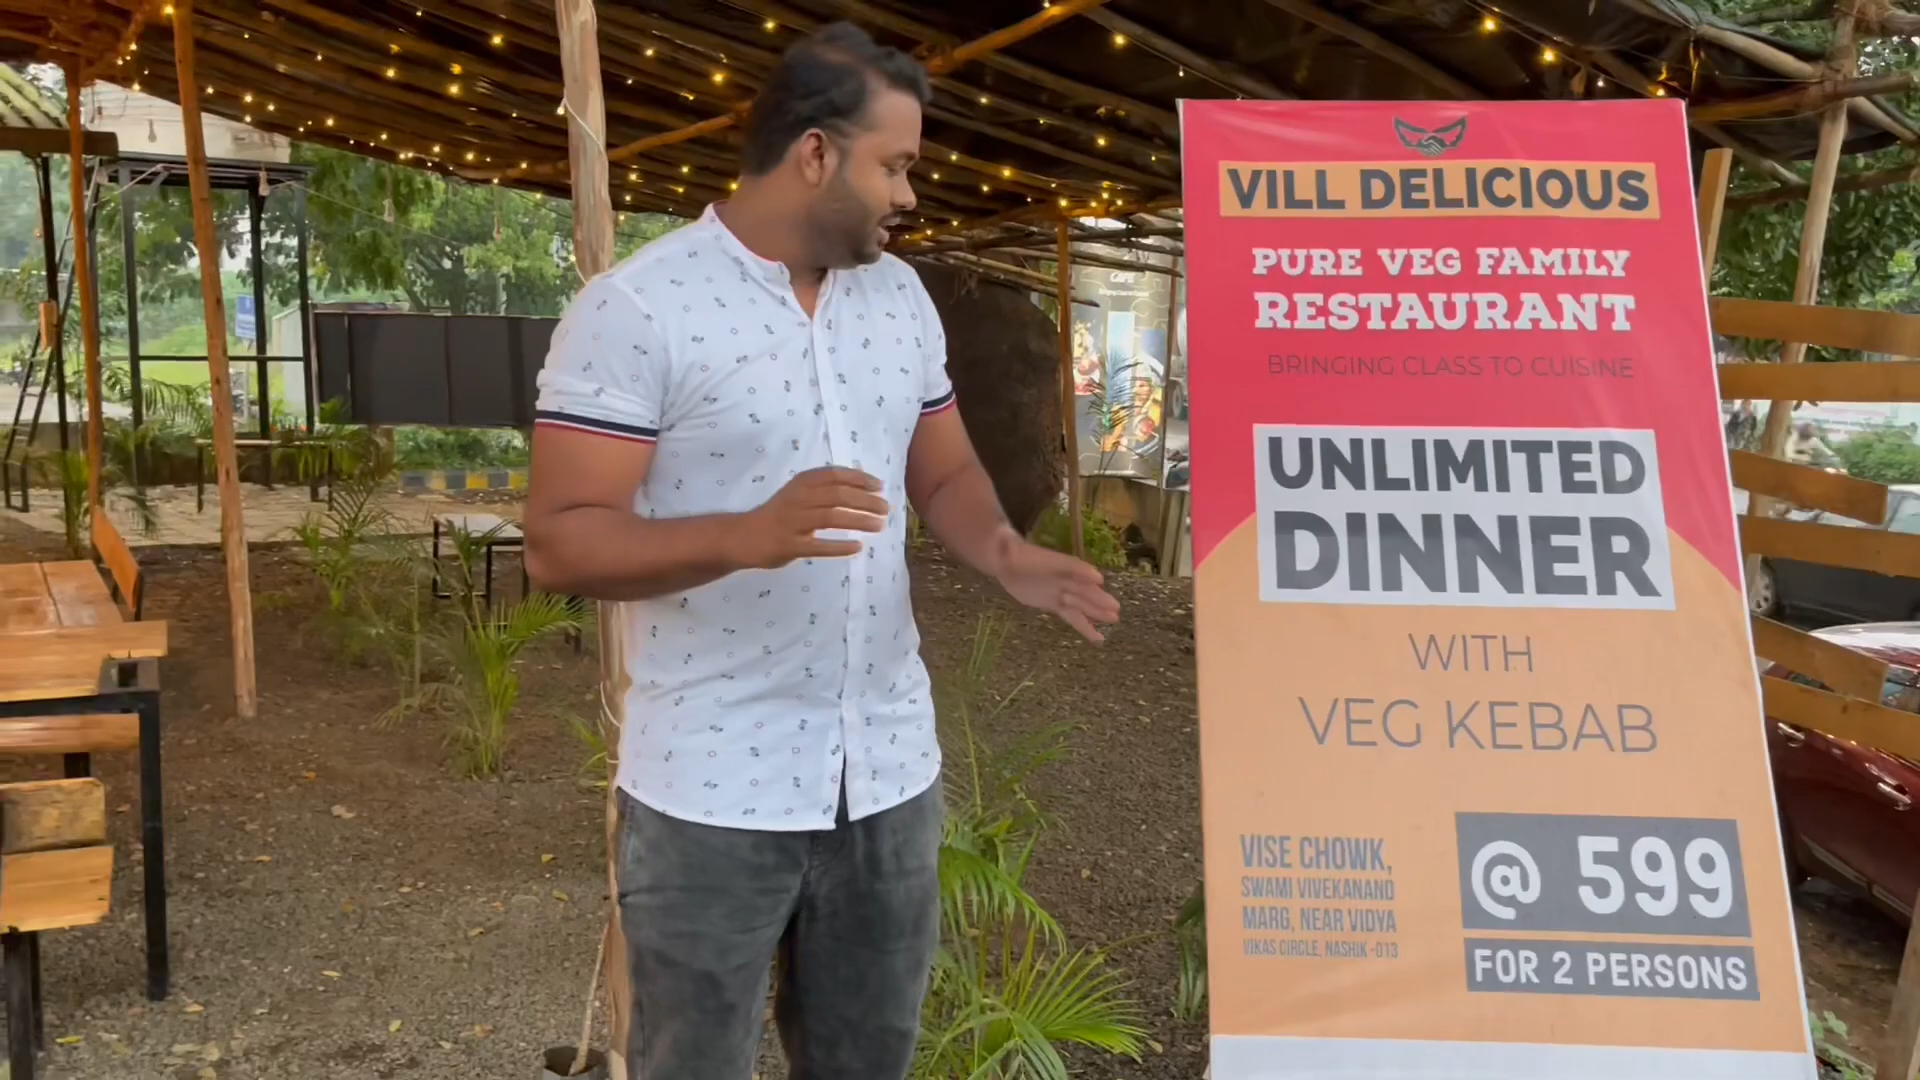 VILL DELICIOUS
PURE VEG FAMILY
RESTAURANT
BRINGING CLASS TO CUISINE
UNLIMITED
DINNER
WITH
VEG KEBAB
VISE CHOWK,
SWAMI VIVEKANAND
MARG, NEAR VIDYA
VIKAS CIRCLE, NASHIK -013
@ 599
FOR 2 PERSONS